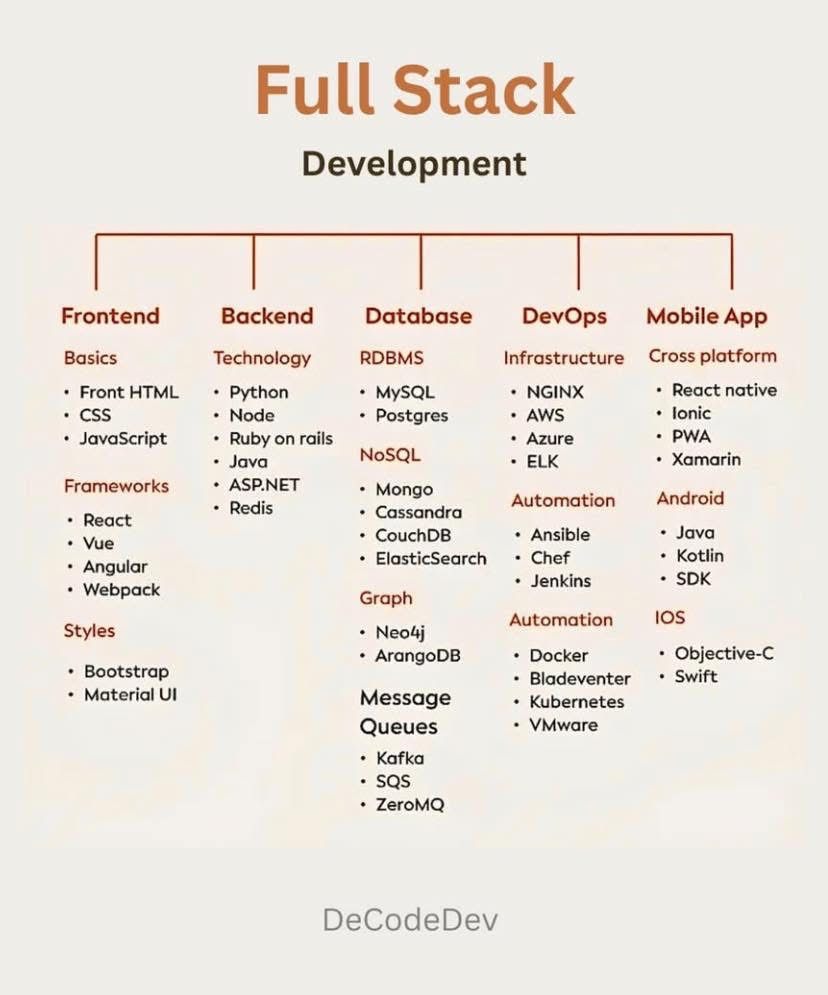 Full Stack
Development
Frontend
Basics
• Front HTML
• CSS
• JavaScript
Frameworks
• React
• Vue
• Angular
• Webpack
Styles
• Bootstrap
• Material UI
Backend
Technology
• Python
• Node
• Ruby on rails
• Java
• ASP.NET
• Redis
Database
RDBMS
• MySQL
• Postgres
NoSQL
• Mongo
• Cassandra
• CouchDB
• ElasticSearch
Graph
• Neo4j
• ArangoDB
Message
Queues
• Kafka
• SQS
• ZeroMQ
DevOps
Infrastructure
• NGINX
• AWS
• Azure
• ELK
Automation
• Ansible
• Chef
• Jenkins
Automation
• Docker
• Bladeventer
• Kubernetes
• VMware
Mobile App
Cross platform
• React native
• Ionic
• PWA
• Xamarin
Android
• Java
• Kotlin
• SDK
IOS
• Objective-C
• Swift
DeCodeDev